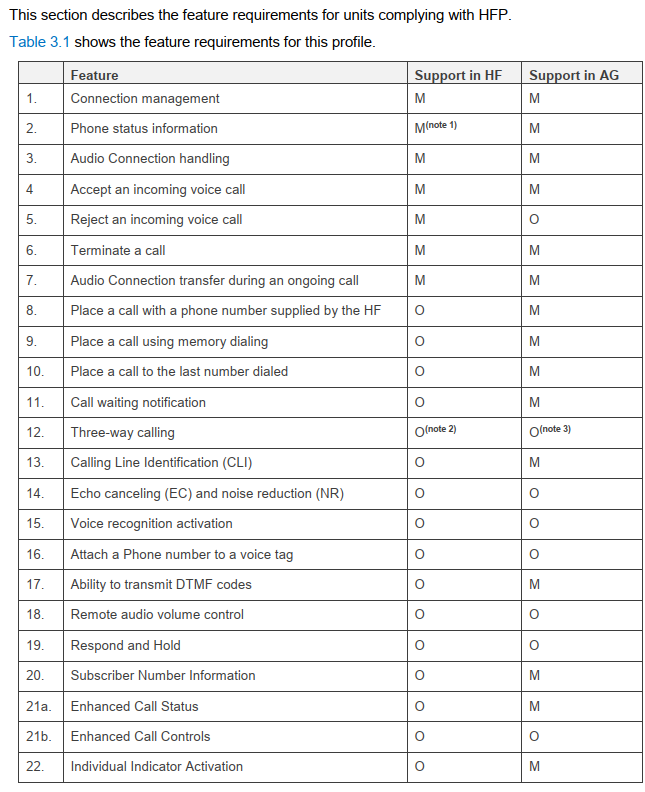 This section describes the feature requirements for units complying with HFP.
Table 3.1 shows the feature requirements for this profile.
Feature Support in HF Support in AG
1. Connection management M M
2. Phone status information M(note 1) M
3. Audio Connection handling M M
4 Accept an incoming voice call M M
5. Reject an incoming voice call M O
6. Terminate a call M M
7. Audio Connection transfer during an ongoing call M M
8. Place a call with a phone number supplied by the HF O M
9. Place a call using memory dialing O M
10. Place a call to the last number dialed O M
11. Call waiting notification O M
12. Three-way calling O(note 2) O(note 3)
13. Calling Line Identification (CLI) O M
14. Echo canceling (EC) and noise reduction (NR) O O
15. Voice recognition activation O O
16. Attach a Phone number to a voice tag O O
17. Ability to transmit DTMF codes O M
18. Remote audio volume control O O
19. Respond and Hold O O
20. Subscriber Number Information O M
21a. Enhanced Call Status O M
21b. Enhanced Call Controls O O
22. Individual Indicator Activation O M